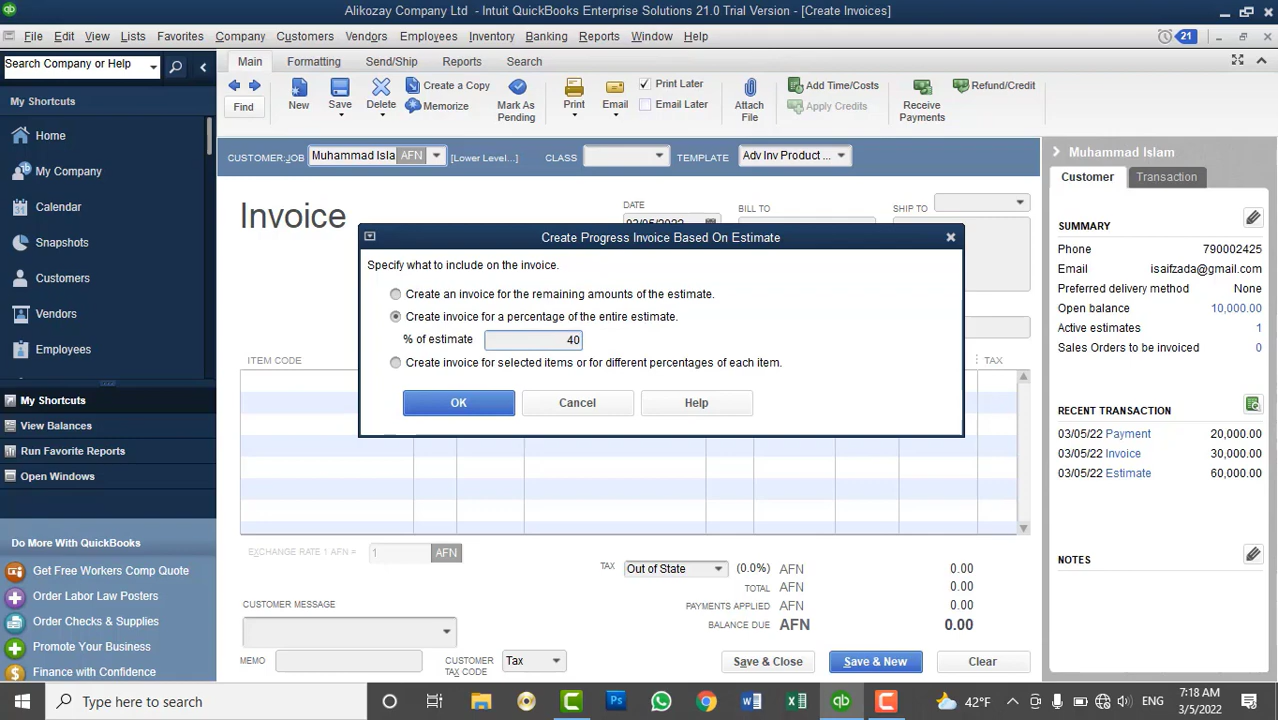 Alikozay Company Ltd - Intuit QuickBooks Enterprise Solutions 21.0 Trial Version - [Create Invoices]
File Edit View Lists Favorites Company Customers Vendors Employees Inventory Banking Reports Window Help 21
Search Company or Help
My Shortcuts
Home
My Company
Calendar
Snapshots
Customers
Vendors
Employees
My Shortcuts
View Balances
Run Favorite Reports
Open Windows
Do More With QuickBooks
Get Free Workers Comp Quote
Order Labor Law Posters
Order Checks & Supplies
Promote Your Business
Finance with Confidence
Main Formatting Send/Ship Reports Search
Find New Save Delete Create a Copy Memorize Mark As Pending Print Email Print Later Email Later Attach File Add Time/Costs Apply Credits Receive Payments Refund/Credit
CUSTOMER:JOB Muhammad Isla AFN [Lower Level...] CLASS TEMPLATE Adv Inv Product ...
Invoice
DATE BILL TO SHIP TO
03/05/2022
Create Progress Invoice Based On Estimate
Specify what to include on the invoice.
Create an invoice for the remaining amounts of the estimate.
Create invoice for a percentage of the entire estimate.
% of estimate 40
Create invoice for selected items or for different percentages of each item.
OK Cancel Help
ITEM CODE TAX
EXCHANGE RATE 1 AFN = 1 AFN
TAX Out of State (0.0%) AFN 0.00
TOTAL AFN 0.00
PAYMENTS APPLIED AFN 0.00
BALANCE DUE AFN 0.00
CUSTOMER MESSAGE
MEMO CUSTOMER TAX CODE Tax
Save & Close Save & New Clear
Muhammad Islam
Customer Transaction
SUMMARY
Phone 790002425
Email isaifzada@gmail.com
Preferred delivery method None
Open balance 10,000.00
Active estimates 1
Sales Orders to be invoiced 0
RECENT TRANSACTION
03/05/22 Payment 20,000.00
03/05/22 Invoice 30,000.00
03/05/22 Estimate 60,000.00
NOTES
Type here to search
42°F ENG 7:18 AM
3/5/2022